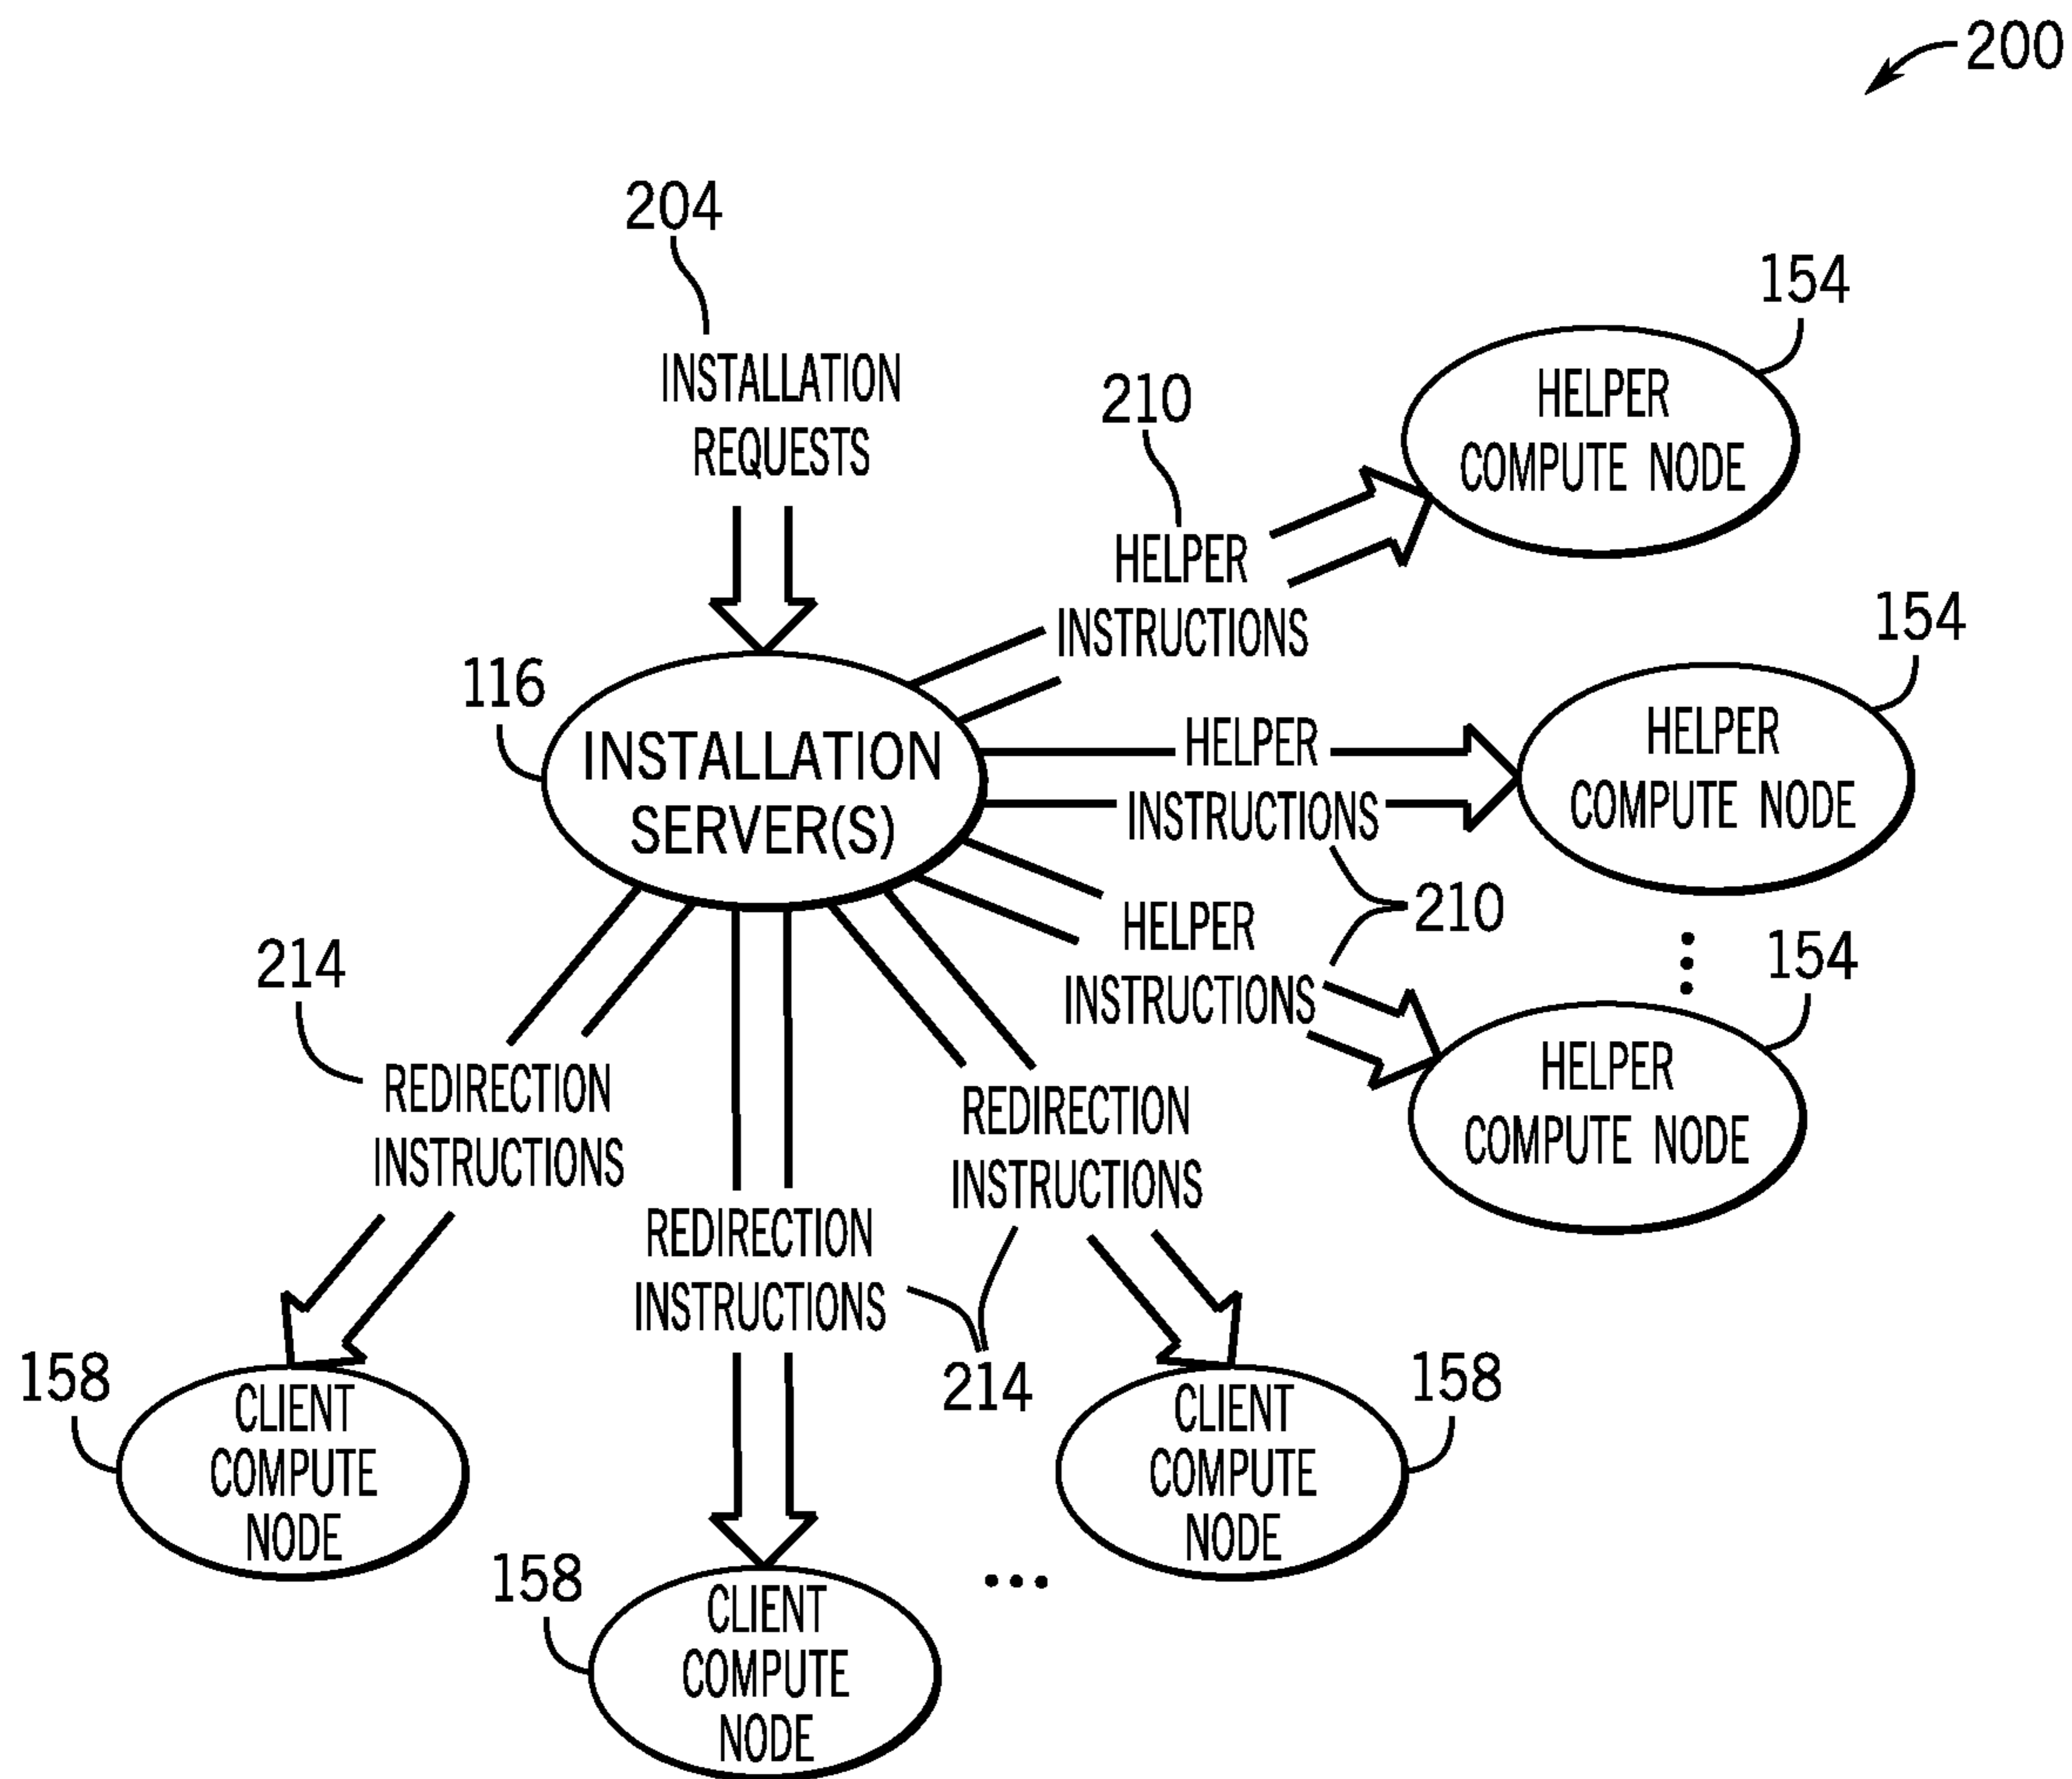 200
204
INSTALLATION
REQUESTS
154
HELPER
COMPUTE NODE
210
HELPER
INSTRUCTIONS
154
HELPER
COMPUTE NODE
116
INSTALLATION
SERVER(S)
HELPER
INSTRUCTIONS
210
HELPER
INSTRUCTIONS
154
HELPER
COMPUTE NODE
214
REDIRECTION
INSTRUCTIONS
REDIRECTION
INSTRUCTIONS
REDIRECTION
INSTRUCTIONS
214
158
CLIENT
COMPUTE
NODE
158
CLIENT
COMPUTE
NODE
158
CLIENT
COMPUTE
NODE